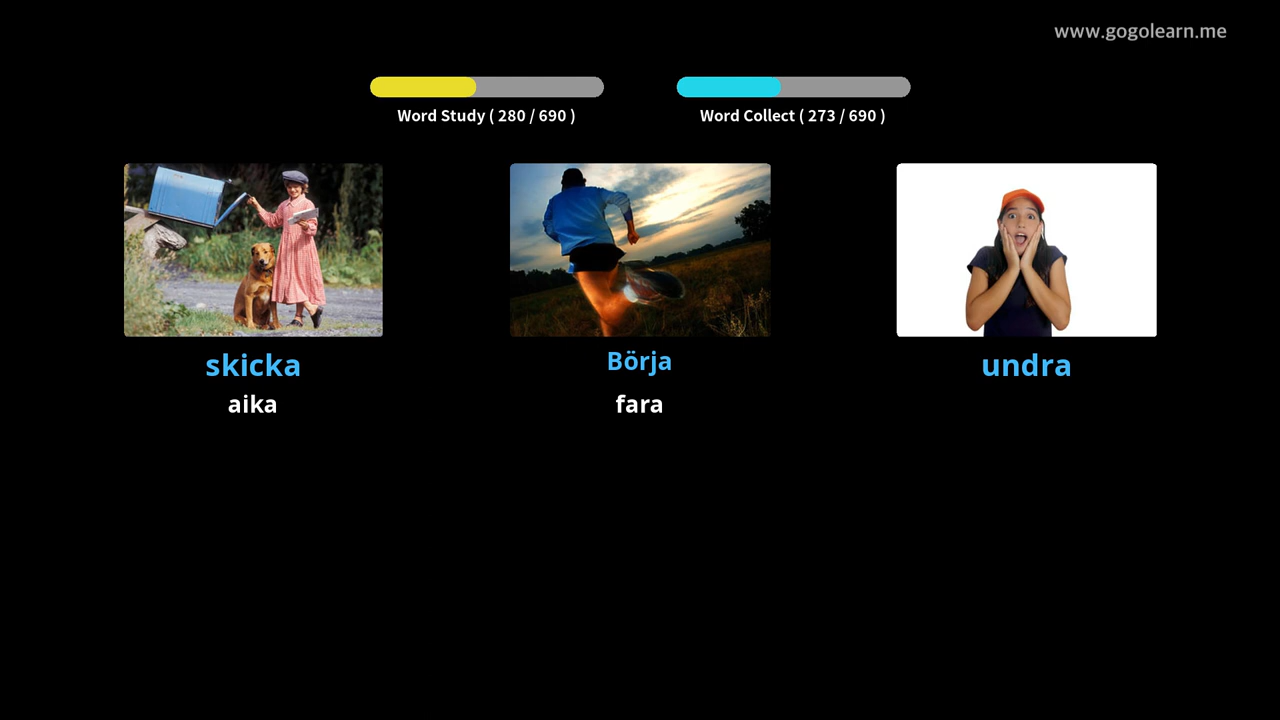 www.gogolearn.me
Word Study ( 280 / 690 )
Word Collect ( 273 / 690 )
skicka
Börja
undra
aika
fara